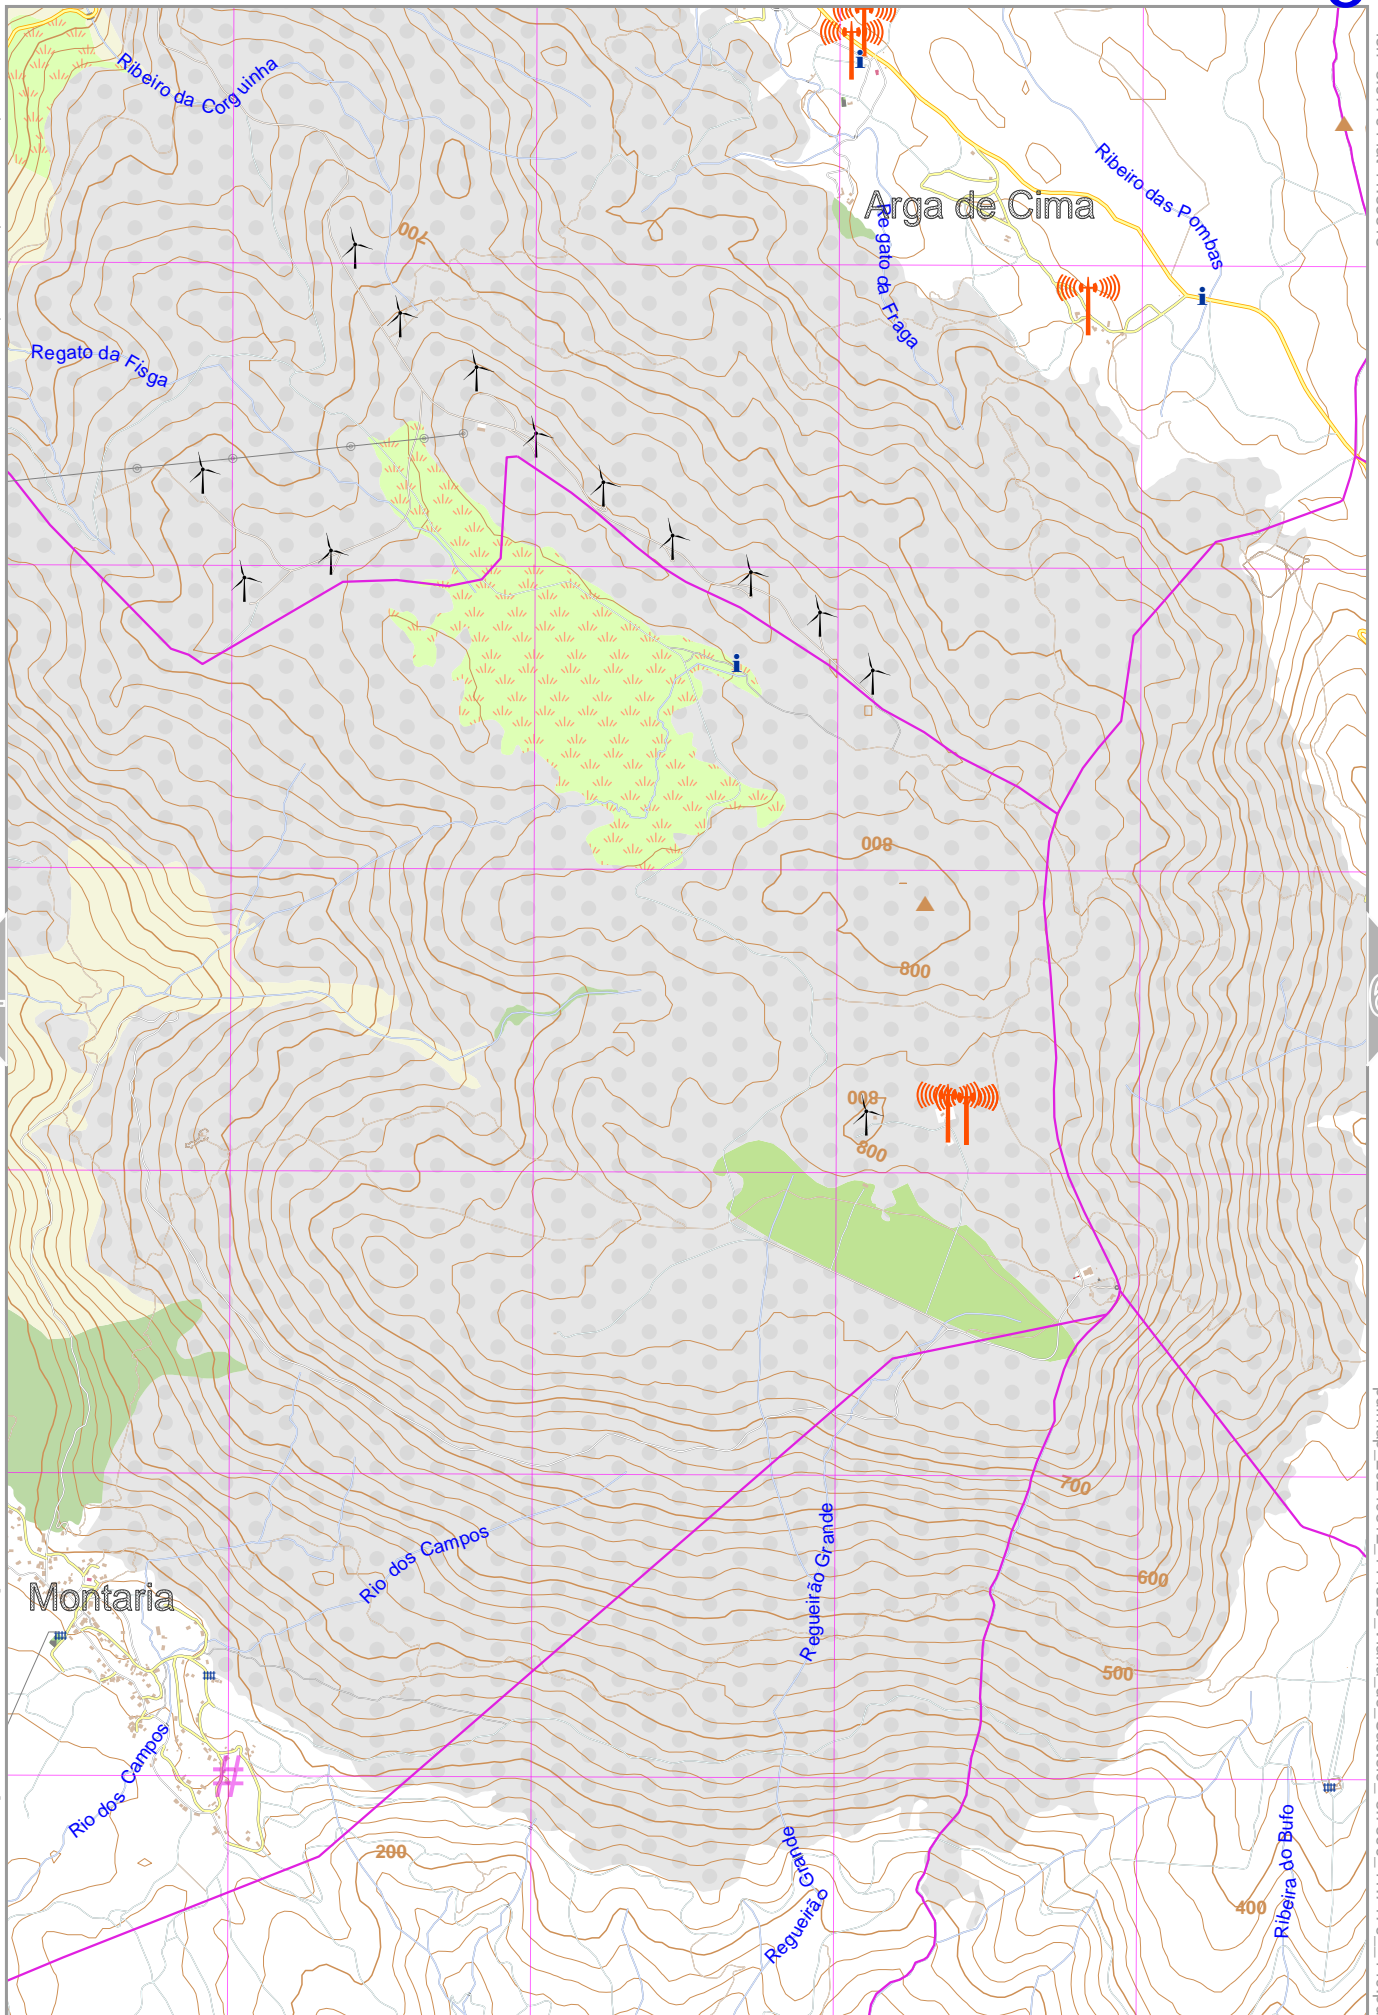 Ribeiro da Corguinha
Ribeiro das Pombas
Arga de Cima
Regato da Fraga
700
Regato da Fisga
800
800
800
800
700
Rio dos Campos
Regueirão Grande
600
Montaria
500
Rio dos Campos
#
200
Regueirão Grande
Ribeira do Bufo
400